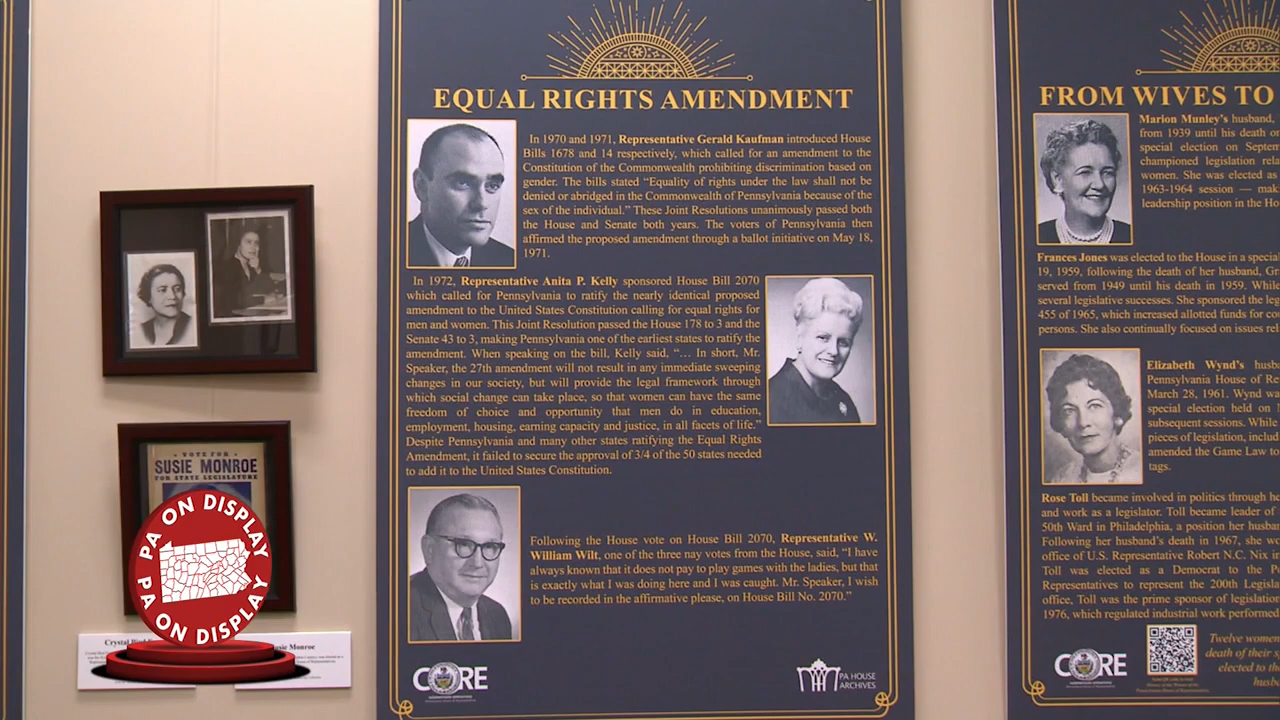 EQUAL RIGHTS AMENDMENT
In 1970 and 1971, Representative Gerald Kaufman introduced House
Bills 1678 and 14 respectively, which called for an amendment to the
Constitution of the Commonwealth prohibiting discrimination based on
gender. The bills stated “Equality of rights under the law shall not be
denied or abridged in the Commonwealth of Pennsylvania because of the
sex of the individual.” These Joint Resolutions unanimously passed both
the House and Senate both years. The voters of Pennsylvania then
affirmed the proposed amendment through a ballot initiative on May 18,
1971.
In 1972, Representative Anita P. Kelly sponsored House Bill 2070
which called for Pennsylvania to ratify the nearly identical proposed
amendment to the United States Constitution calling for equal rights for
men and women. This Joint Resolution passed the House 178 to 3 and the
Senate 43 to 3, making Pennsylvania one of the earliest states to ratify the
amendment. When speaking on the bill, Kelly said, “… In short, Mr.
Speaker, the 27th amendment will not result in any immediate sweeping
changes in our society, but will provide the legal framework through
which social change can take place, so that women can have the same
freedom of choice and opportunity that men do in education,
employment, housing, earning capacity and justice, in all facets of life.”
Despite Pennsylvania and many other states ratifying the Equal Rights
Amendment, it failed to secure the approval of 3/4 of the 50 states needed
to add it to the United States Constitution.
Following the House vote on House Bill 2070, Representative W.
William Wilt, one of the three nay votes from the House, said, “I have
always known that it does not pay to play games with the ladies, but that
is exactly what I was doing here and I was caught. Mr. Speaker, I wish
to be recorded in the affirmative please, on House Bill No. 2070.”
CORE
PA HOUSE
ARCHIVES
FROM WIVES TO
Marion Munley’s husband,
from 1939 until his death
special election on
championed legislation
women. She was elected as
1963-1964 session —
leadership position in the
Frances Jones was elected to the House in a special
19, 1959, following the death of her husband,
served from 1949 until his death in 1959. While
several legislative successes. She sponsored the
455 of 1965, which increased allotted funds for
persons. She also continually focused on issues
Elizabeth Wynd’s
Pennsylvania House of
March 28, 1961. Wynd
special election held on
subsequent sessions. While
pieces of legislation,
amended the Game Law to
tags.
Rose Toll became involved in politics through
and work as a legislator. Toll became leader of
50th Ward in Philadelphia, a position her
Following her husband’s death in 1967, she
office of U.S. Representative Robert N.C. Nix
Toll was elected as a Democrat to the
Representatives to represent the 200th
office, Toll was the prime sponsor of
1976, which regulated industrial work performed
CORE
Twelve
death of their
elected to
VOTE FOR
SUSIE MONROE
FOR STATE LEGISLATURE
PA ON DISPLAY
PA ON DISPLAY
Crystal Bird
Monroe